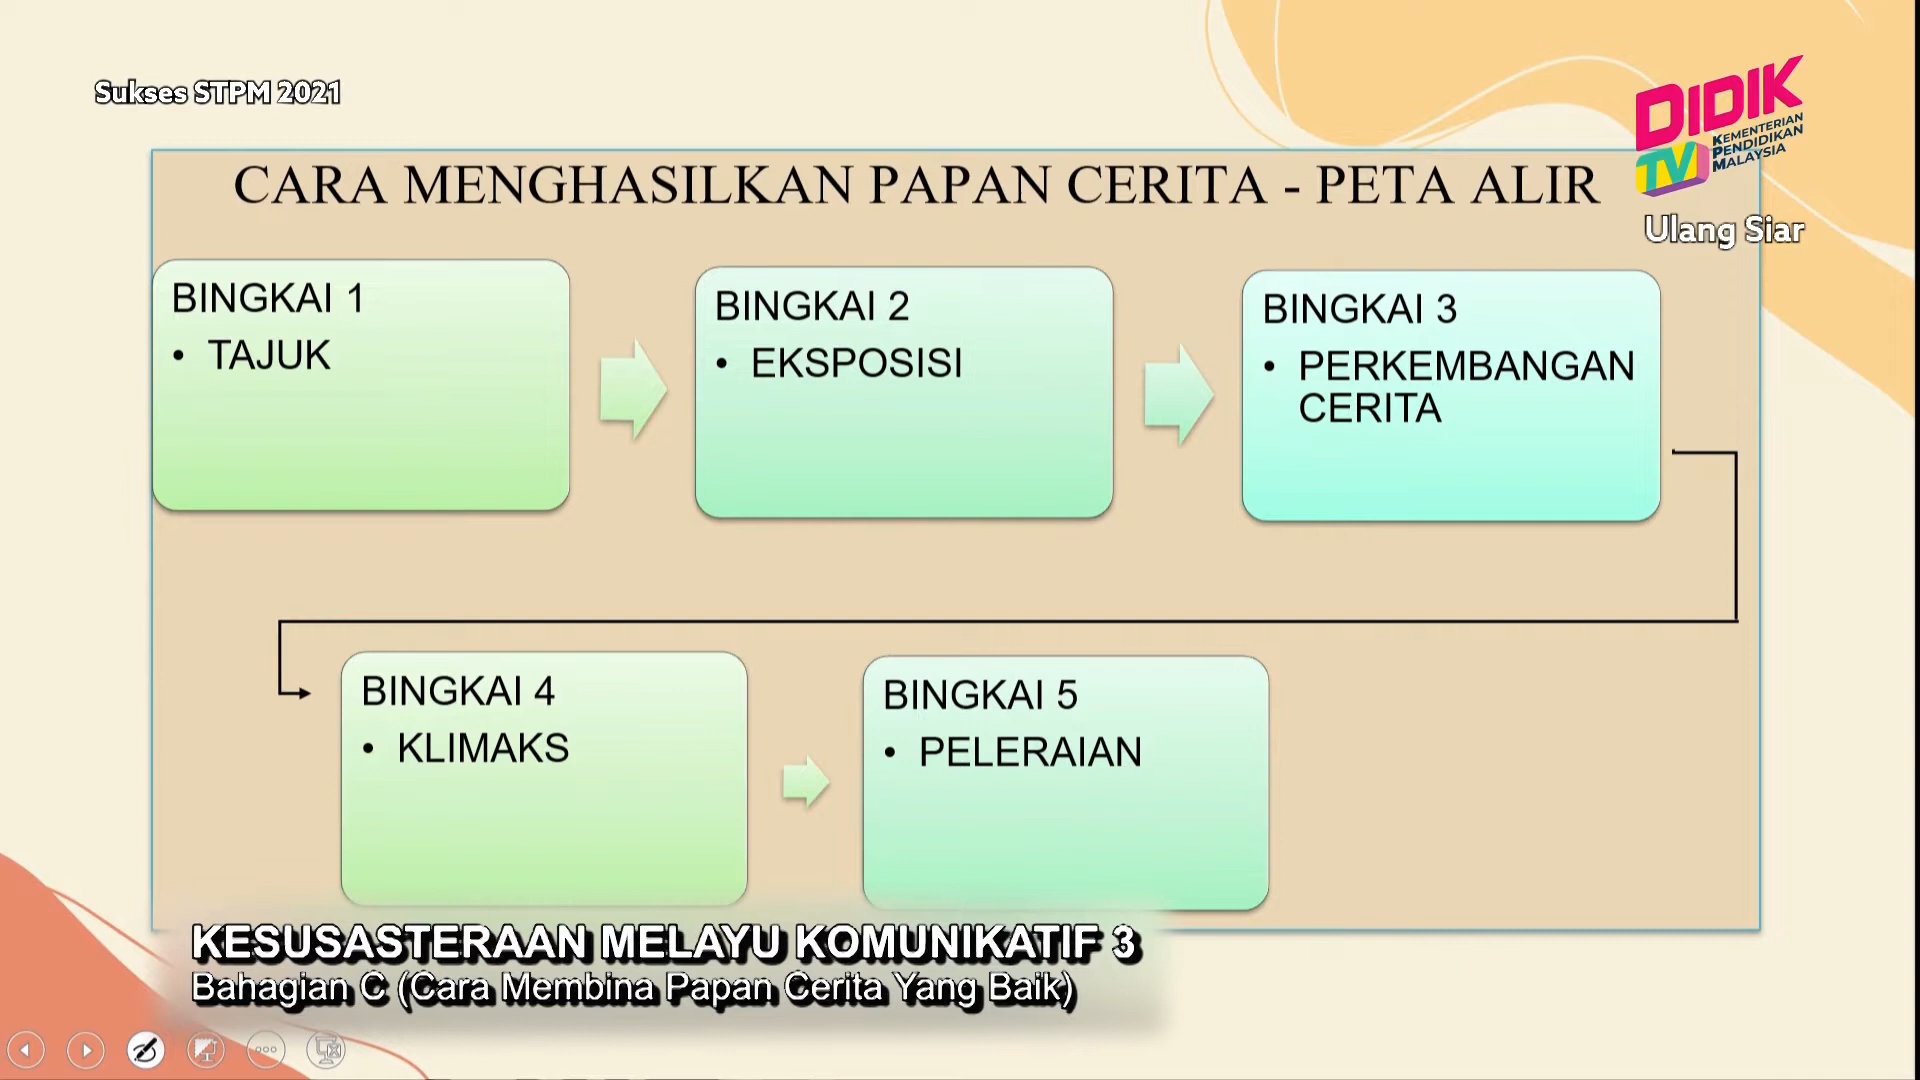 Sukses STPM 2021
DIDIK
TV
KEMENTERIAN
PENDIDIKAN
MALAYSIA
Ulang Siar
CARA MENGHASILKAN PAPAN CERITA - PETA ALIR
BINGKAI 1
• TAJUK
BINGKAI 2
• EKSPOSISI
BINGKAI 3
• PERKEMBANGAN
CERITA
BINGKAI 4
• KLIMAKS
BINGKAI 5
• PELERAIAN
KESUSASTERAAN MELAYU KOMUNIKATIF 3
Bahagian C (Cara Membina Papan Cerita Yang Baik)